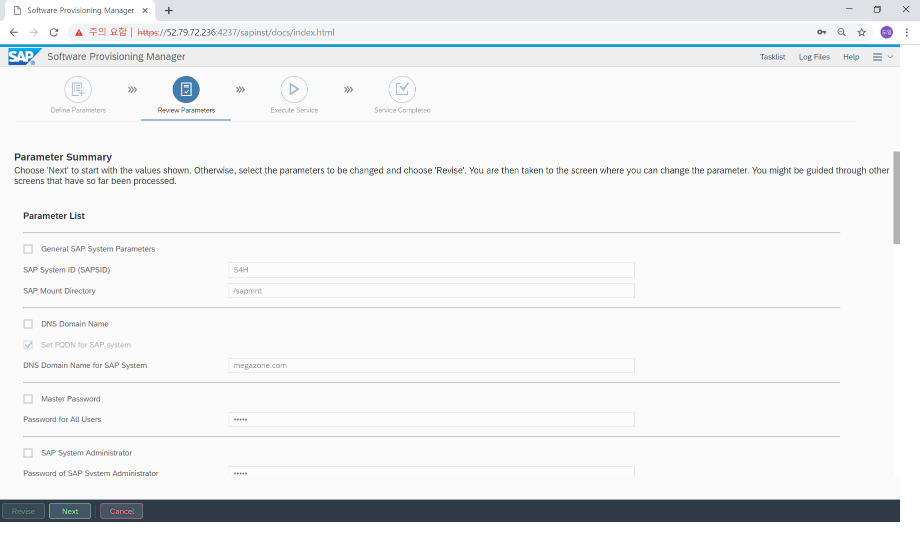 Software Provisioning Manager
주의 요함 | https://52.79.72.236:4237/sapinst/docs/index.html
SAP Software Provisioning Manager Tasklist Log Files Help
Define Parameters Review Parameters Execute Service Service Completed
Parameter Summary
Choose 'Next' to start with the values shown. Otherwise, select the parameters to be changed and choose 'Revise'. You are then taken to the screen where you can change the parameter. You might be guided through other
screens that have so far been processed.
Parameter List
General SAP System Parameters
SAP System ID (SAPSID) S4H
SAP Mount Directory /sapmnt
DNS Domain Name
Set FQDN for SAP system
DNS Domain Name for SAP System megazone.com
Master Password
Password for All Users •••••
SAP System Administrator
Password of SAP System Administrator •••••
Revise Next Cancel